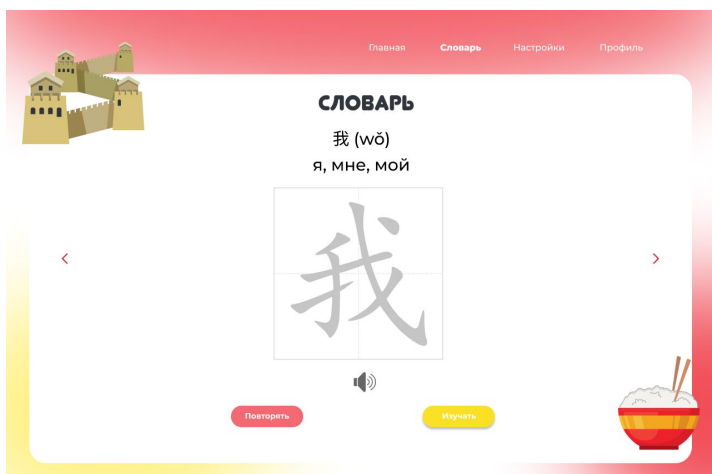 Главная Словарь Настройки Профиль
СЛОВАРЬ
我 (wǒ)
я, мне, мой
我
Повторять Изучать